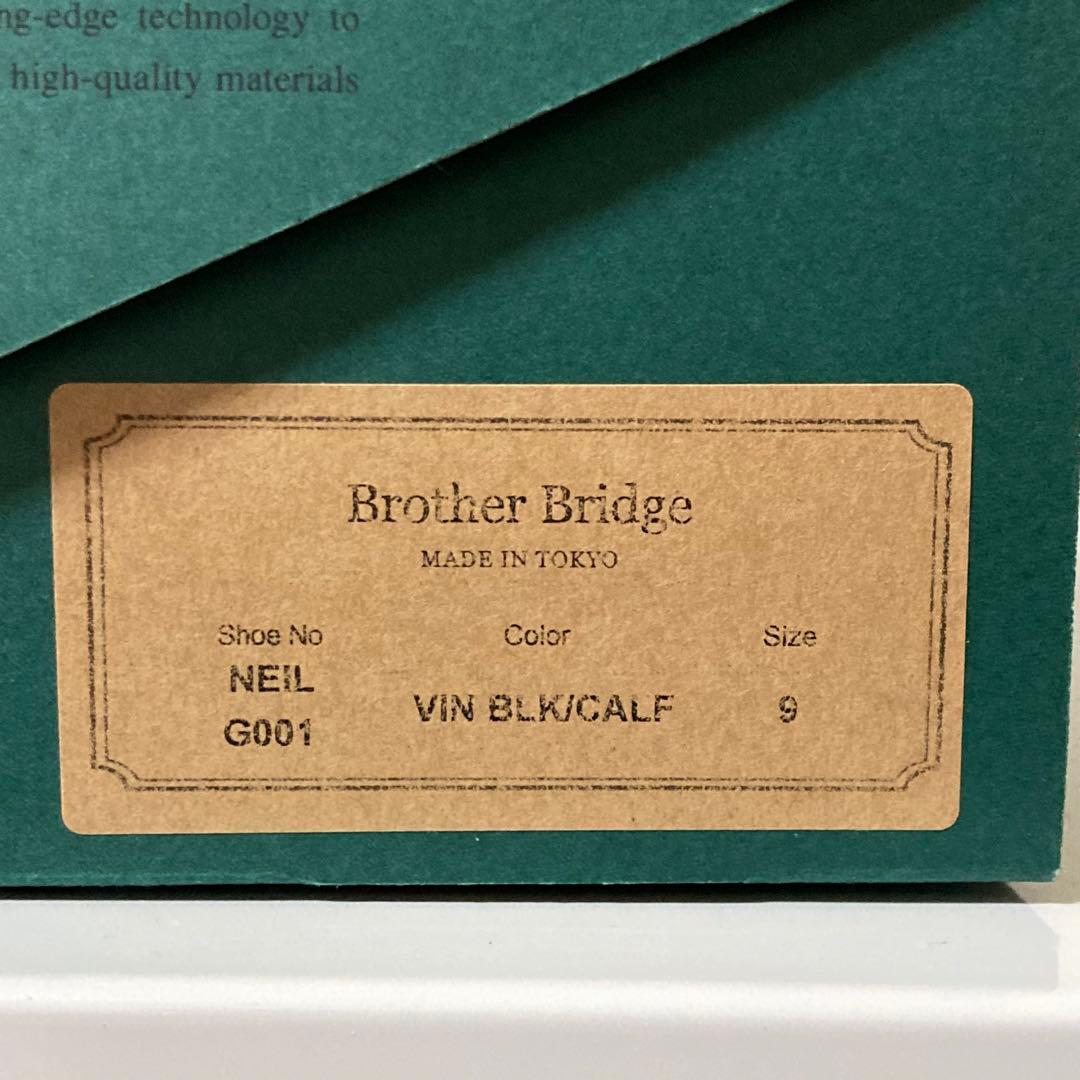 ng-edge technology to
high-quality materials
Brother Bridge
MADE IN TOKYO
Shoe No Color Size
NEIL
G001 VIN BLK/CALF 9